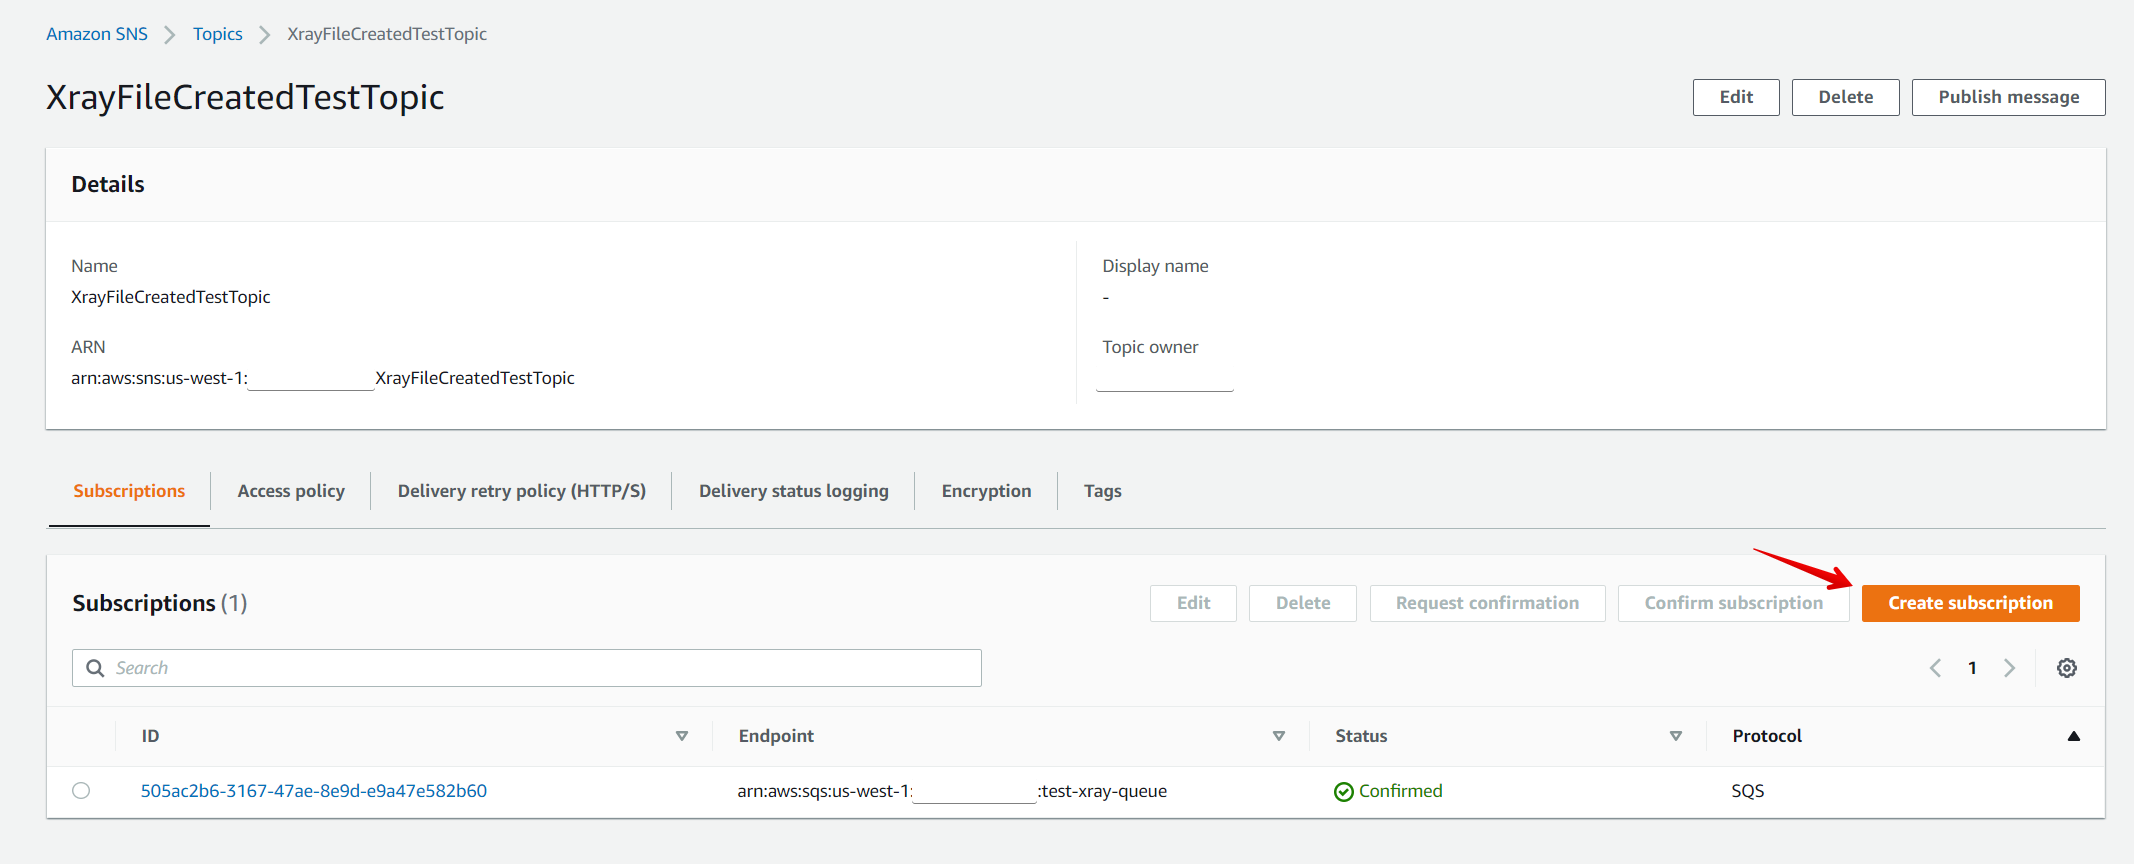 Amazon SNS > Topics > XrayFileCreatedTestTopic
XrayFileCreatedTestTopic
Edit Delete Publish message
Details
Name Display name
XrayFileCreatedTestTopic -
ARN Topic owner
arn:aws:sns:us-west-1: XrayFileCreatedTestTopic
Subscriptions Access policy Delivery retry policy (HTTP/S) Delivery status logging Encryption Tags
Subscriptions (1) Edit Delete Request confirmation Confirm subscription Create subscription
Search 1
ID Endpoint Status Protocol
505ac2b6-3167-47ae-8e9d-e9a47e582b60 arn:aws:sqs:us-west-1: :test-xray-queue Confirmed SQS